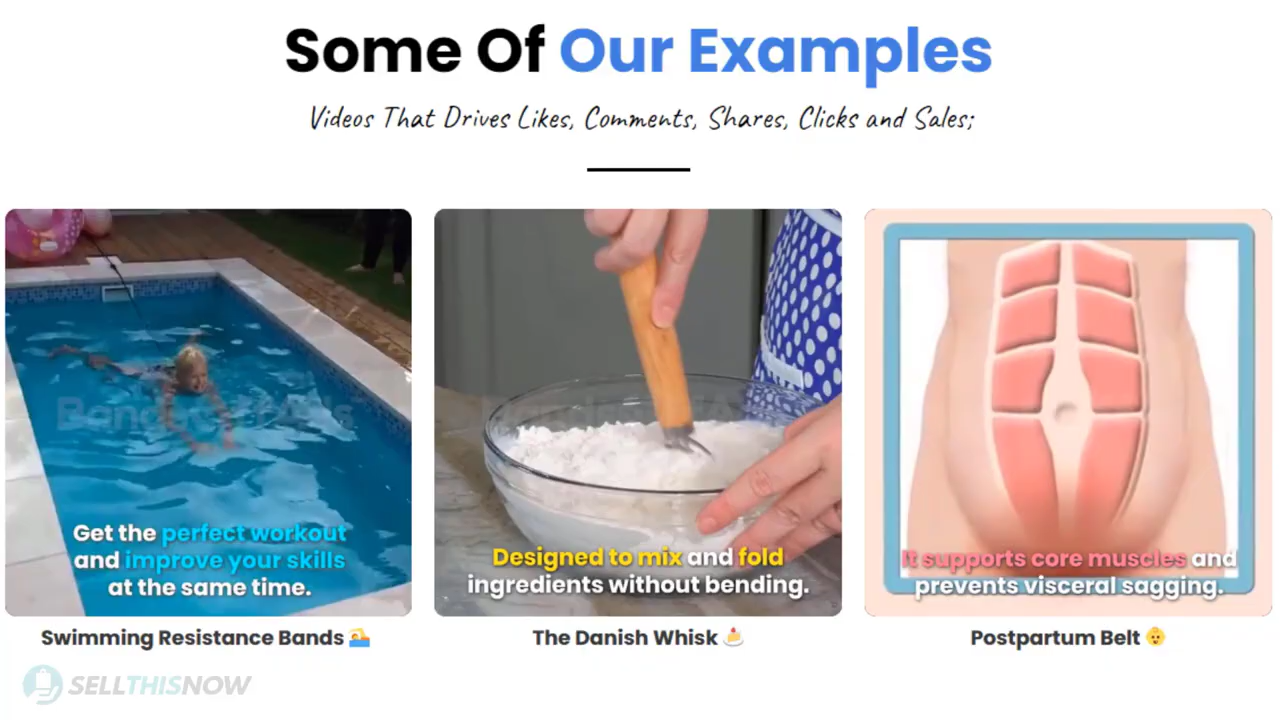 Some Of Our Examples
Videos That Drives Likes, Comments, Shares, Clicks and Sales;
Get the perfect workout
and improve your skills
at the same time.
Designed to mix and fold
ingredients without bending.
It supports core muscles and
prevents visceral sagging.
Swimming Resistance Bands
The Danish Whisk
Postpartum Belt
SELLTHISNOW